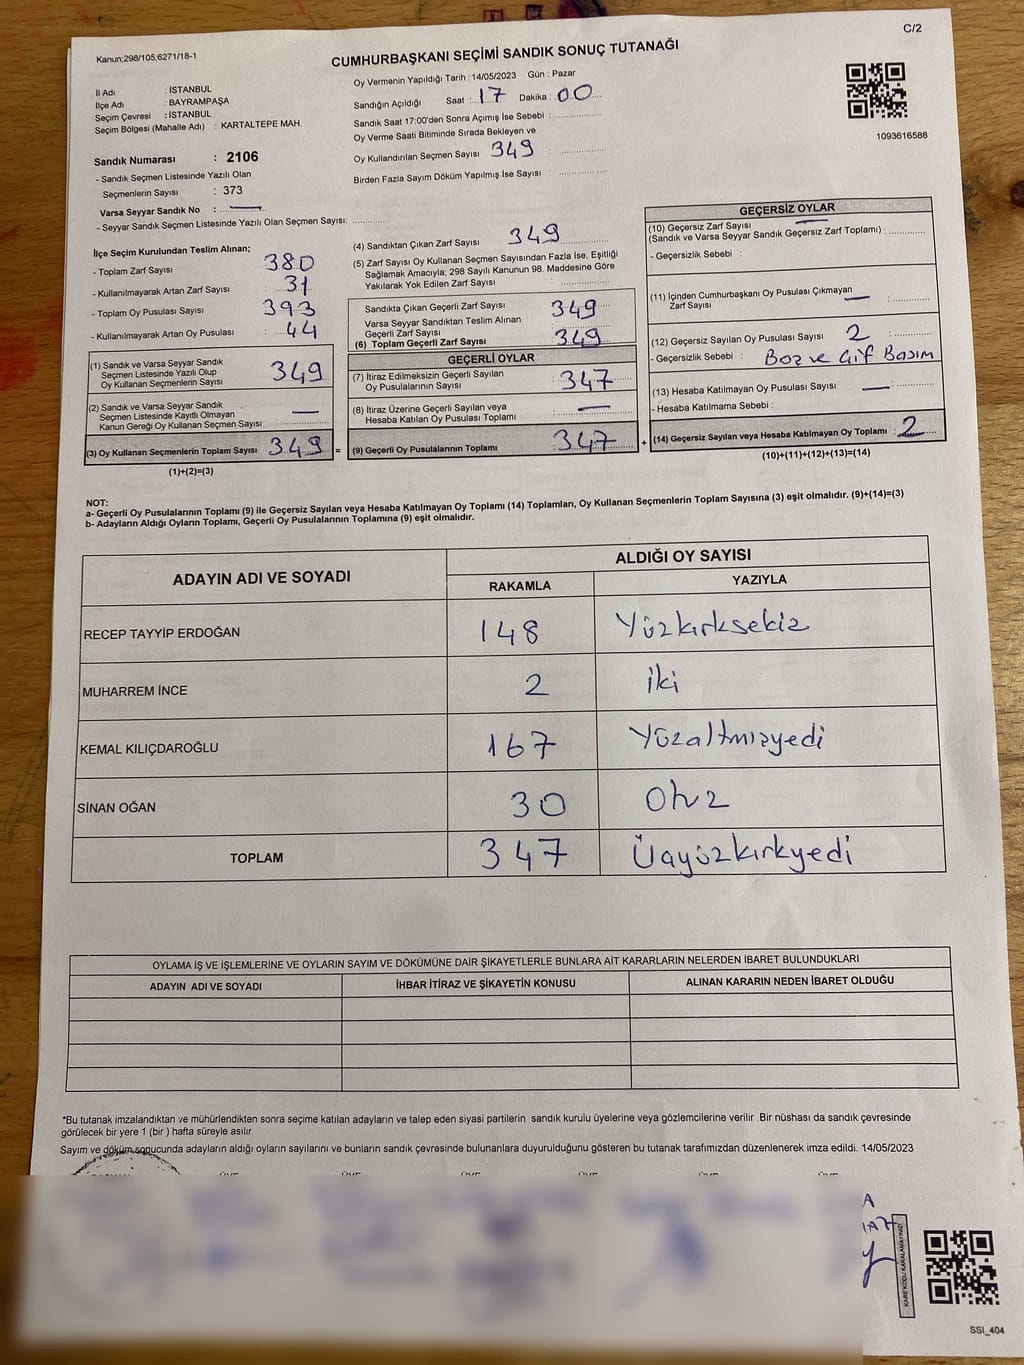 C/2
Kanun;298/105;6271/18-1
CUMHURBAŞKANI SEÇİMİ SANDIK SONUÇ TUTANAĞI
İl Adı : İSTANBUL
İlçe Adı : BAYRAMPAŞA
Seçim Çevresi : İSTANBUL
Seçim Bölgesi (Mahalle Adı) : KARTALTEPE MAH.
Sandık Numarası : 2106
- Sandık Seçmen Listesinde Yazılı Olan
Seçmenlerin Sayısı : 373
Varsa Seyyar Sandık No : —
- Seyyar Sandık Seçmen Listesinde Yazılı Olan Seçmen Sayısı: ............
Oy Vermenin Yapıldığı Tarih : 14/05/2023 Gün : Pazar
Sandığın Açıldığı Saat : 17 Dakika : 00
Sandık Saat 17:00'den Sonra Açımış İse Sebebi : ............
Oy Verme Saati Bitiminde Sırada Bekleyen ve
Oy Kullandırılan Seçmen Sayısı 349 : ............
Birden Fazla Sayım Döküm Yapılmış İse Sayısı : ............
1093616588
İlçe Seçim Kurulundan Teslim Alınan;
- Toplam Zarf Sayısı : 380
- Kullanılmayarak Artan Zarf Sayısı : 31
- Toplam Oy Pusulası Sayısı : 393
- Kullanılmayarak Artan Oy Pusulası : 44
(1) Sandık ve Varsa Seyyar Sandık
Seçmen Listesinde Yazılı Olup
Oy Kullanan Seçmenlerin Sayısı 349
(2) Sandık ve Varsa Seyyar Sandık
Seçmen Listesinde Kayıtlı Olmayan
Kanun Gereği Oy Kullanan Seçmen Sayısı —
(3) Oy Kullanan Seçmenlerin Toplam Sayısı 349 =
(1)+(2)=(3)
(4) Sandıktan Çıkan Zarf Sayısı 349
(5) Zarf Sayısı Oy Kullanan Seçmen Sayısından Fazla İse, Eşitliği
Sağlamak Amacıyla; 298 Sayılı Kanunun 98. Maddesine Göre
Yakılarak Yok Edilen Zarf Sayısı : ............
Sandıkta Çıkan Geçerli Zarf Sayısı 349
Varsa Seyyar Sandıktan Teslim Alınan
Geçerli Zarf Sayısı
(6) Toplam Geçerli Zarf Sayısı 349
GEÇERLİ OYLAR
(7) İtiraz Edilmeksizin Geçerli Sayılan
Oy Pusulalarının Sayısı : 347
(8) İtiraz Üzerine Geçerli Sayılan veya
Hesaba Katılan Oy Pusulası Toplamı : —
(9) Geçerli Oy Pusulalarının Toplamı 347 +
GEÇERSİZ OYLAR
(10) Geçersiz Zarf Sayısı —
(Sandık ve Varsa Seyyar Sandık Geçersiz Zarf Toplamı) : ............
- Geçersizlik Sebebi :
(11) İçinden Cumhurbaşkanı Oy Pusulası Çıkmayan
Zarf Sayısı — : ............
(12) Geçersiz Sayılan Oy Pusulası Sayısı 2 : ............
- Geçersizlik Sebebi : Boz ve Çif Basım
(13) Hesaba Katılmayan Oy Pusulası Sayısı — : ............
- Hesaba Katılmama Sebebi :
(14) Geçersiz Sayılan veya Hesaba Katılmayan Oy Toplamı : 2
(10)+(11)+(12)+(13)=(14)
NOT:
a- Geçerli Oy Pusulalarının Toplamı (9) ile Geçersiz Sayılan veya Hesaba Katılmayan Oy Toplamı (14) Toplamları, Oy Kullanan Seçmenlerin Toplam Sayısına (3) eşit olmalıdır. (9)+(14)=(3)
b- Adayların Aldığı Oyların Toplamı, Geçerli Oy Pusulalarının Toplamına (9) eşit olmalıdır.
ADAYIN ADI VE SOYADI
ALDIĞI OY SAYISI
RAKAMLA YAZIYLA
RECEP TAYYİP ERDOĞAN 148 Yüzkırksekiz
MUHARREM İNCE 2 iki
KEMAL KILIÇDAROĞLU 167 Yüzaltmışyedi
SİNAN OĞAN 30 Otuz
TOPLAM 347 Üçyüzkırkyedi
OYLAMA İŞ VE İŞLEMLERİNE VE OYLARIN SAYIM VE DÖKÜMÜNE DAİR ŞİKAYETLERLE BUNLARA AİT KARARLARIN NELERDEN İBARET BULUNDUKLARI
ADAYIN ADI VE SOYADI İHBAR İTİRAZ VE ŞİKAYETİN KONUSU ALINAN KARARIN NEDEN İBARET OLDUĞU
*Bu tutanak imzalandıktan ve mühürlendikten sonra seçime katılan adayların ve talep eden siyasi partilerin sandık kurulu üyelerine veya gözlemcilerine verilir .Bir nüshası da sandık çevresinde
görülecek bir yere 1 (bir ) hafta süreyle asılır.
Sayım ve döküm sonucunda adayların aldığı oyların sayılarını ve bunların sandık çevresinde bulunanlara duyurulduğunu gösteren bu tutanak tarafımızdan düzenlenerek imza edildi. 14/05/2023
KARE KODU KARALAMAYINIZ!
SSI_404